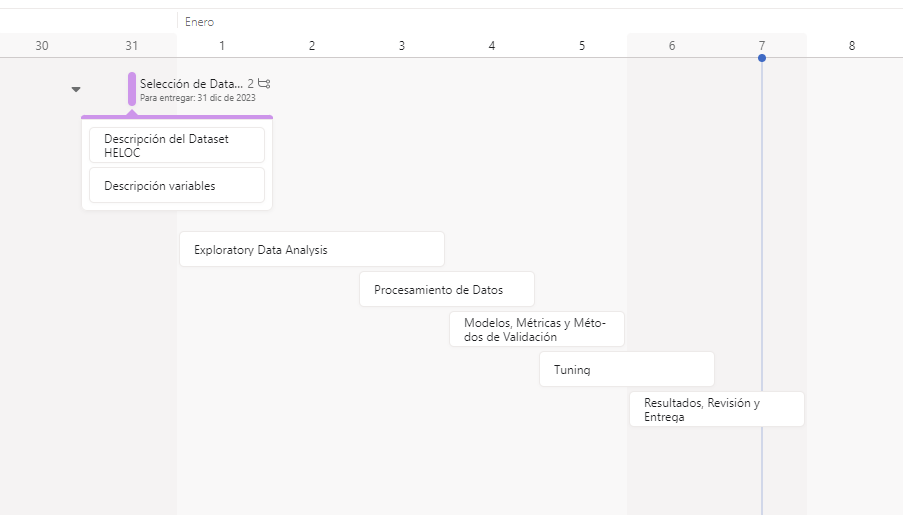 Enero
30 31 1 2 3 4 5 6 7 8
Selección de Data... 2
Para entregar: 31 dic de 2023
Descripción del Dataset
HELOC
Descripción variables
Exploratory Data Analysis
Procesamiento de Datos
Modelos, Métricas y Méto-
dos de Validación
Tuning
Resultados, Revisión y
Entrega